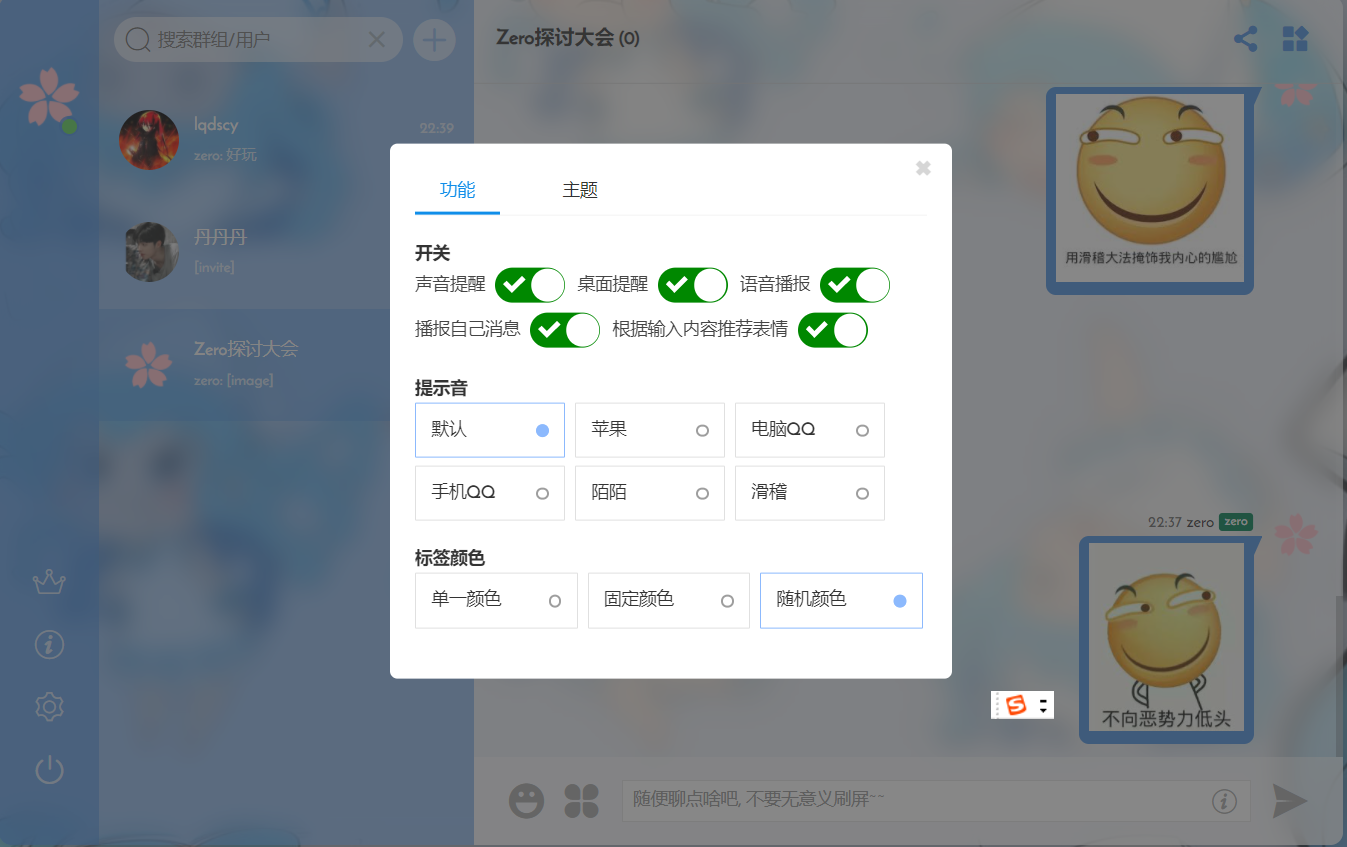 搜索群组/用户
lqdscy
22:39
zero: 好玩
丹丹丹
[invite]
Zero探讨大会
zero: [image]
Zero探讨大会 (0)
用滑稽大法掩饰我内心的尴尬
22:37 zero zero
不向恶势力低头
随便聊点啥吧, 不要无意义刷屏~~
功能 主题
开关
声音提醒 桌面提醒 语音播报
播报自己消息 根据输入内容推荐表情
提示音
默认 苹果 电脑QQ
手机QQ 陌陌 滑稽
标签颜色
单一颜色 固定颜色 随机颜色